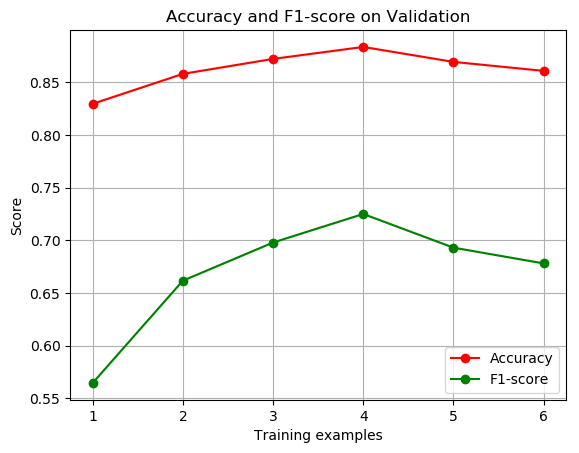 Accuracy and F1-score on Validation
0.85
0.80
0.75
0.70
0.65
0.60
0.55
Score
1 2 3 4 5 6
Training examples
Accuracy
F1-score